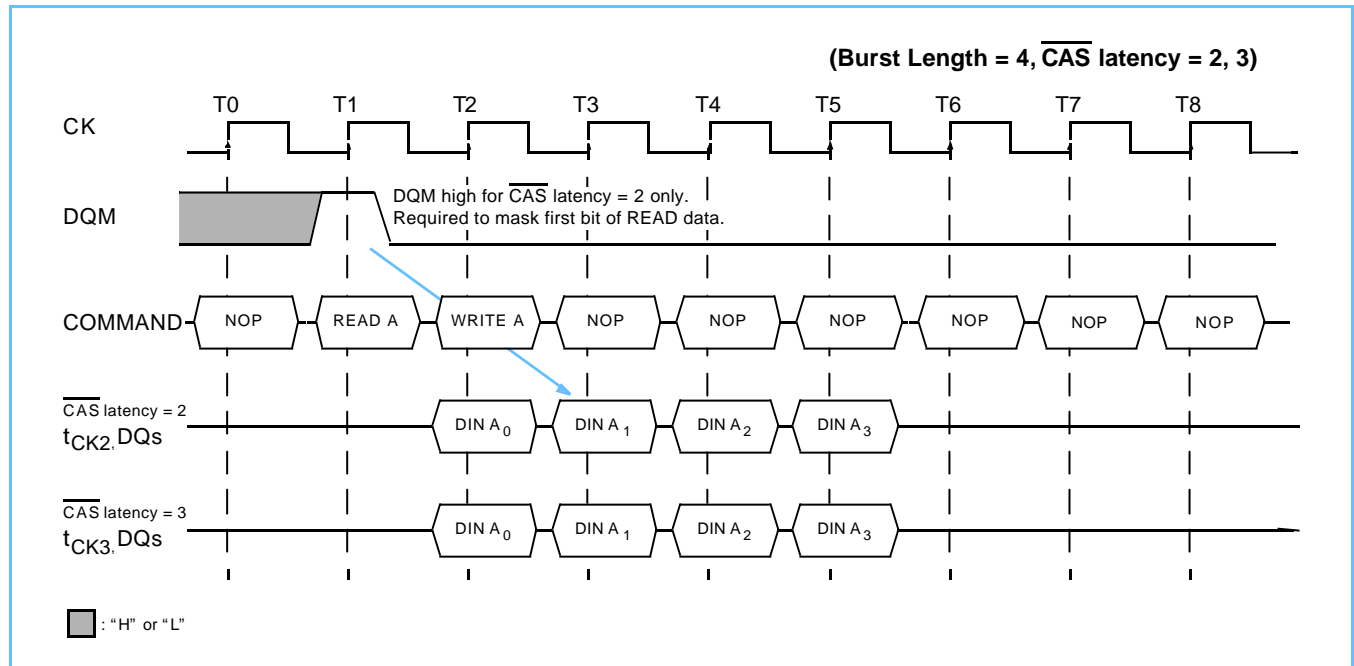 (Burst Length = 4, CAS latency = 2, 3)
T0 T1 T2 T3 T4 T5 T6 T7 T8
CK
DQM high for CAS latency = 2 only.
DQM
Required to mask first bit of READ data.
COMMAND NOP READ A WRITE A NOP NOP NOP NOP NOP NOP
CAS latency = 2
tCK2, DQs DIN A0 DIN A1 DIN A2 DIN A3
CAS latency = 3
tCK3, DQs DIN A0 DIN A1 DIN A2 DIN A3
: “H” or “L”